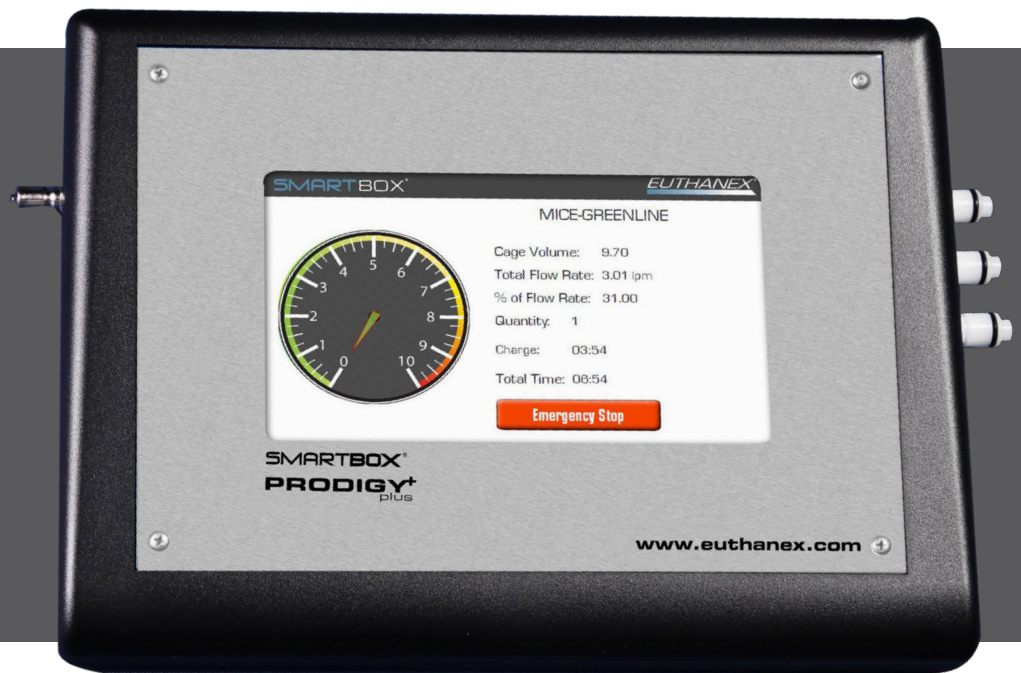 SMARTBOX® EUTHANEX®
MICE-GREENLINE
Cage Volume: 9.70
Total Flow Rate: 3.01 lpm
% of Flow Rate: 31.00
Quantity: 1
Charge: 03:54
Total Time: 06:54
Emergency Stop
0 1 2 3 4 5 6 7 8 9 10
SMARTBOX®
PRODIGY+
plus
www.euthanex.com